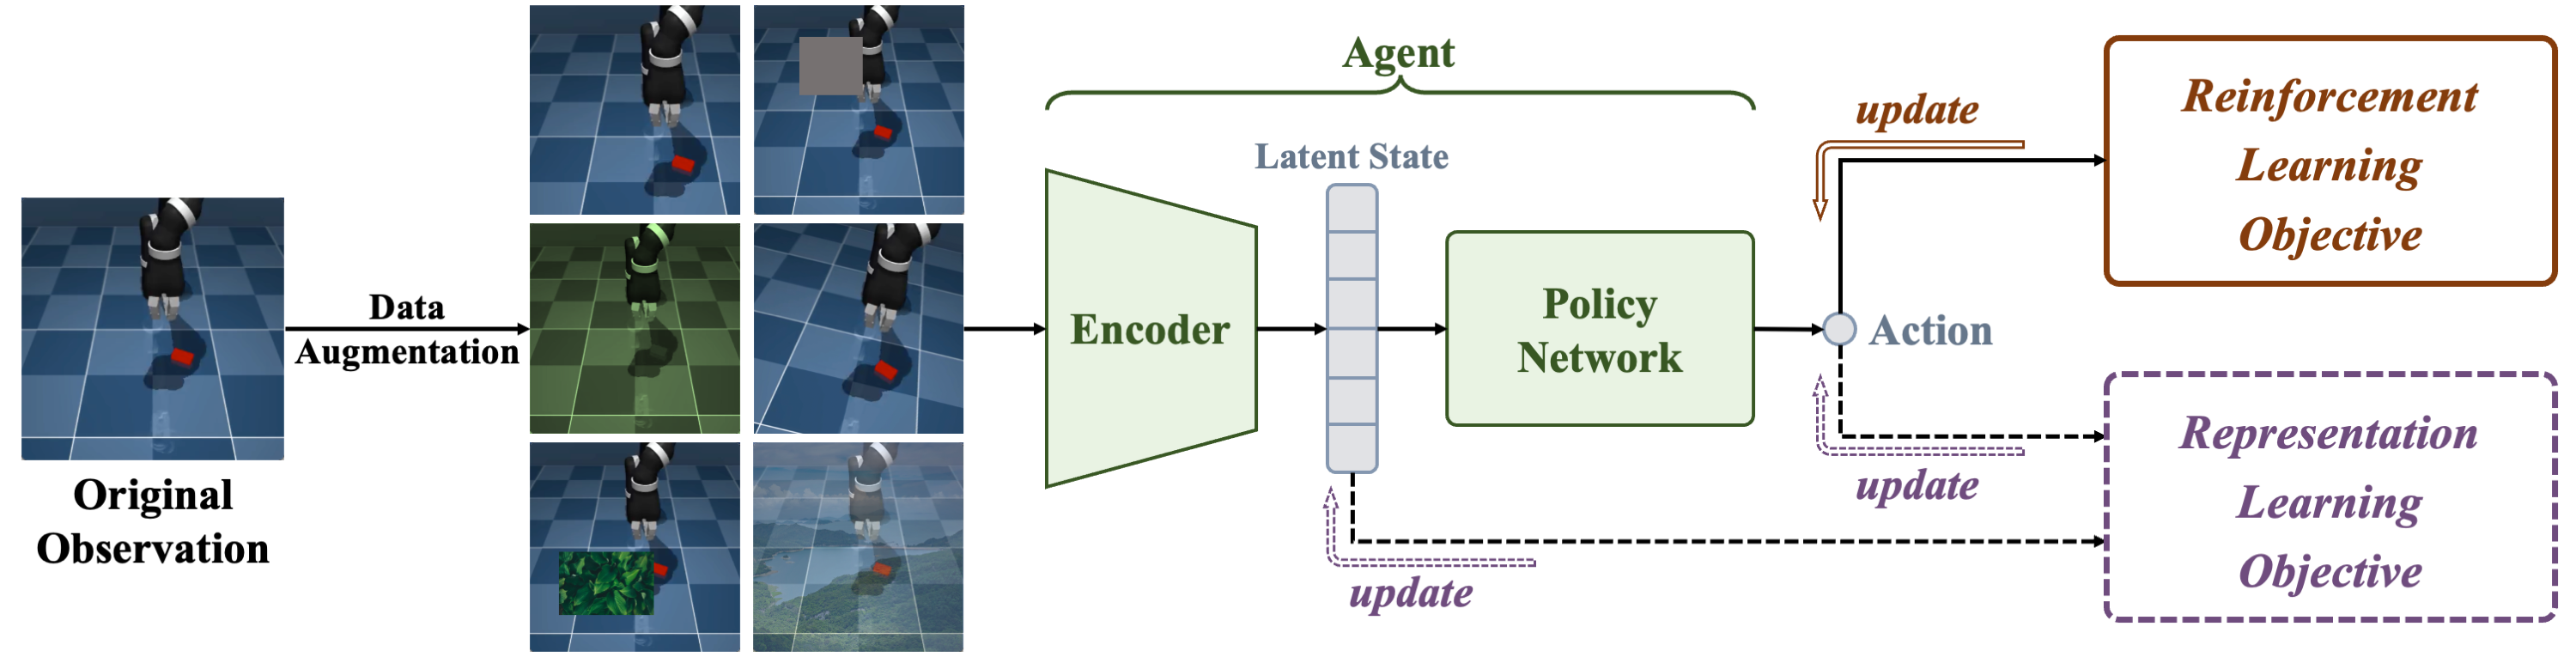 Original
Observation
Data
Augmentation
Agent
Encoder
Latent State
Policy
Network
Action
update
Reinforcement
Learning
Objective
update
update
Representation
Learning
Objective